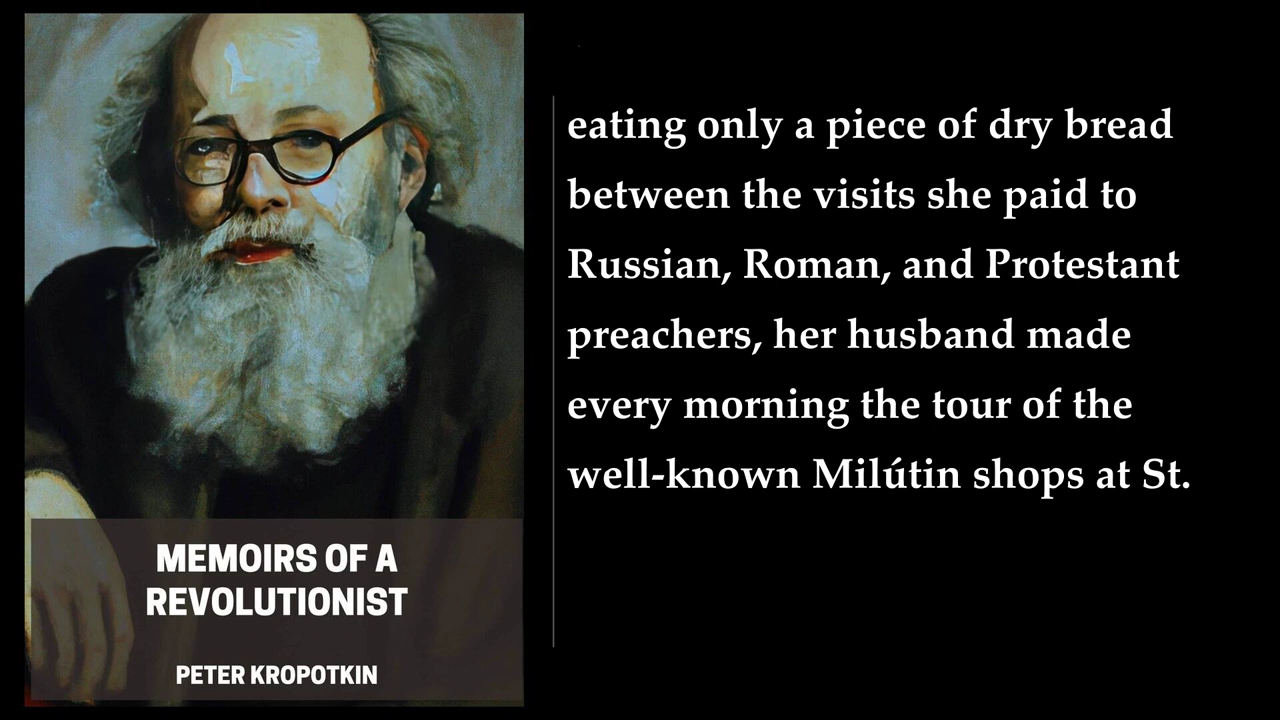 eating only a piece of dry bread
between the visits she paid to
Russian, Roman, and Protestant
preachers, her husband made
every morning the tour of the
well-known Milútin shops at St.
MEMOIRS OF A
REVOLUTIONIST
PETER KROPOTKIN